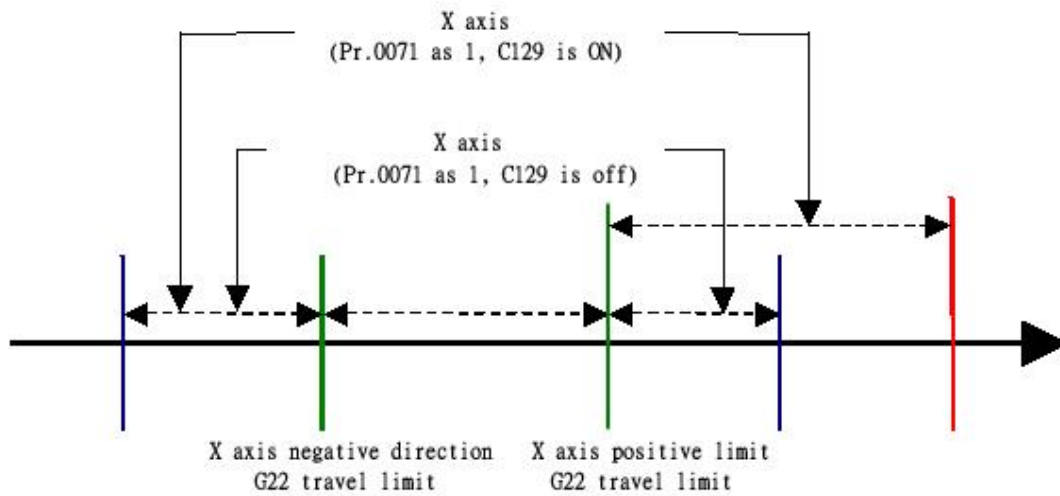 X axis
(Pr.0071 as 1, C129 is ON)
X axis
(Pr.0071 as 1, C129 is off)
X axis negative direction
G22 travel limit
X axis positive limit
G22 travel limit